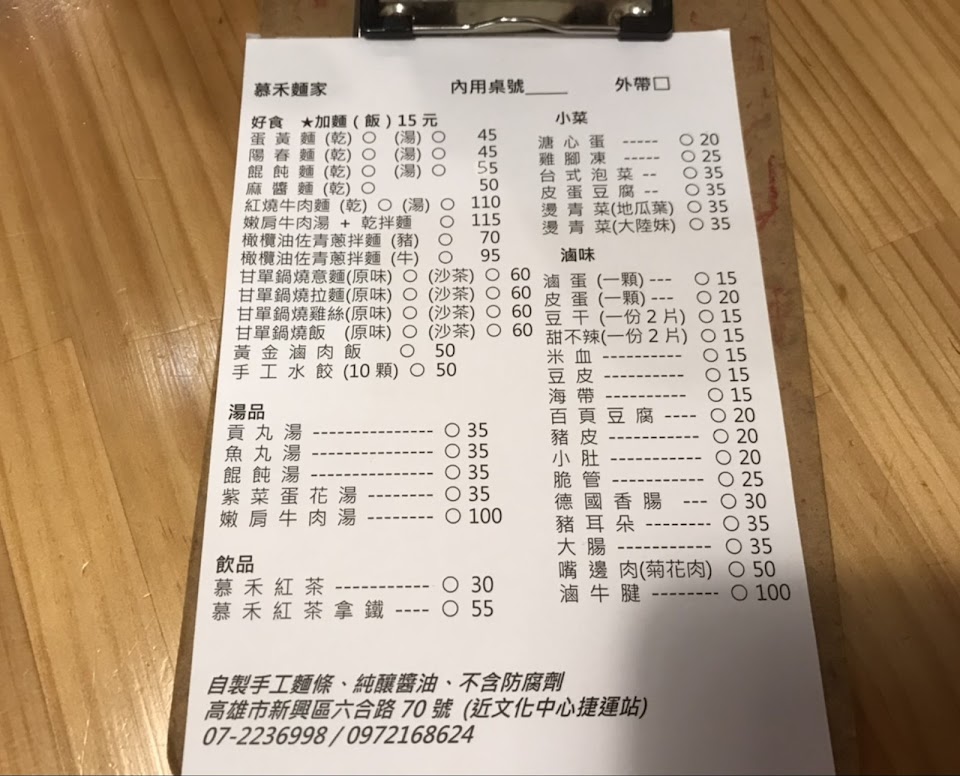 慕禾麵家 內用桌號____ 外帶□
好食 ★加麵(飯)15元
蛋黃麵(乾)○ (湯)○ 45
陽春麵(乾)○ (湯)○ 45
餛飩麵(乾)○ (湯)○ 55
麻醬麵(乾)○ 50
紅燒牛肉麵(乾)○(湯)○ 110
嫩肩牛肉湯 + 乾拌麵 ○ 115
橄欖油佐青蔥拌麵(豬) ○ 70
橄欖油佐青蔥拌麵(牛) ○ 95
甘單鍋燒意麵(原味)○(沙茶)○ 60
甘單鍋燒拉麵(原味)○(沙茶)○ 60
甘單鍋燒雞絲(原味)○(沙茶)○ 60
甘單鍋燒飯 (原味)○(沙茶)○ 60
黃金滷肉飯 ○ 50
手工水餃(10顆)○ 50
湯品
貢丸湯 --------------- ○ 35
魚丸湯 --------------- ○ 35
餛飩湯 --------------- ○ 35
紫菜蛋花湯 -------- ○ 35
嫩肩牛肉湯 -------- ○ 100
飲品
慕禾紅茶 ------------ ○ 30
慕禾紅茶拿鐵 ---- ○ 55
小菜
溏心蛋 ----- ○ 20
雞腳凍 ----- ○ 25
台式泡菜 -- ○ 35
皮蛋豆腐 -- ○ 35
燙青菜(地瓜葉) ○ 35
燙青菜(大陸妹) ○ 35
滷味
滷蛋(一顆) --- ○ 15
皮蛋(一顆) --- ○ 20
豆干(一份2片) ○ 15
甜不辣(一份2片) ○ 15
米血 ---------- ○ 15
豆皮 ---------- ○ 15
海帶 ---------- ○ 15
百頁豆腐 ---- ○ 20
豬皮 ----------- ○ 20
小肚 ----------- ○ 20
脆管 ----------- ○ 25
德國香腸 --- ○ 30
豬耳朵 -------- ○ 35
大腸 ----------- ○ 35
嘴邊肉(菊花肉) ○ 50
滷牛腱 -------- ○ 100
自製手工麵條、純釀醬油、不含防腐劑
高雄市新興區六合路70號 (近文化中心捷運站)
07-2236998 / 0972168624